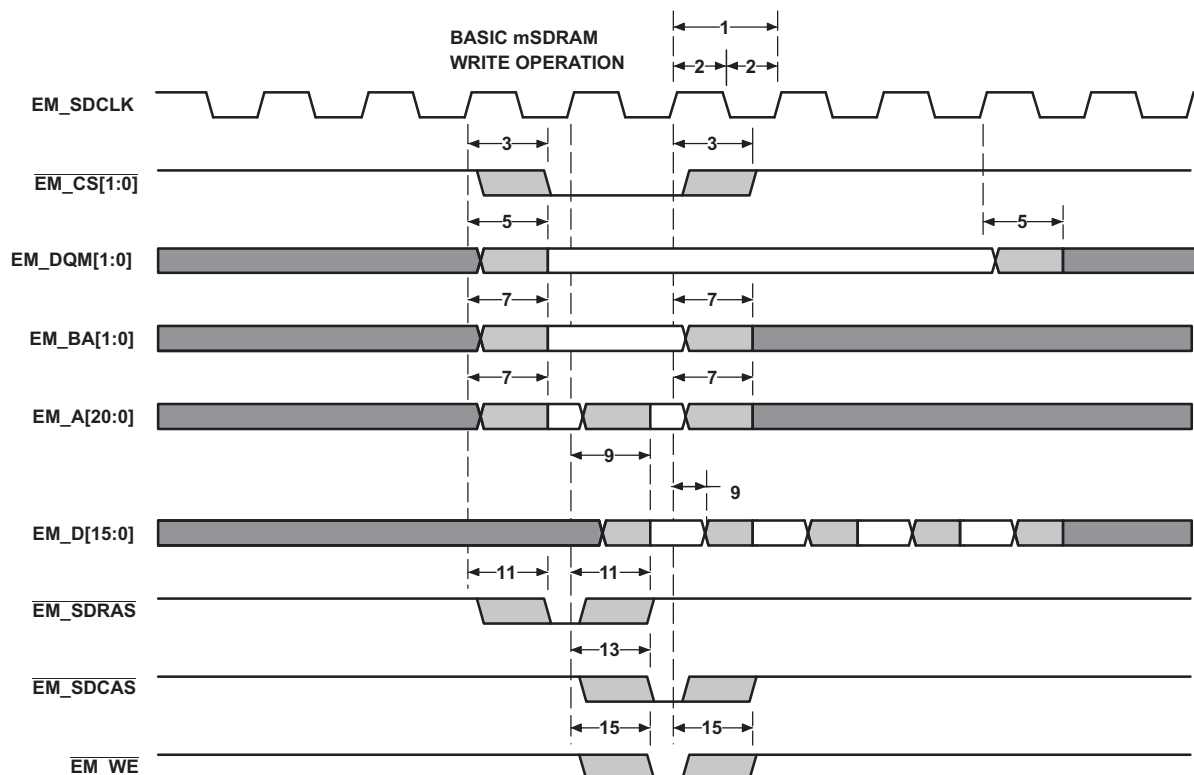 1
BASIC mSDRAM
WRITE OPERATION
2 2
EM_SDCLK
3 3
EM_CS[1:0]
5 5
EM_DQM[1:0]
7 7
EM_BA[1:0]
7 7
EM_A[20:0]
9
9
EM_D[15:0]
11 11
EM_SDRAS
13
EM_SDCAS
15 15
EM_WE